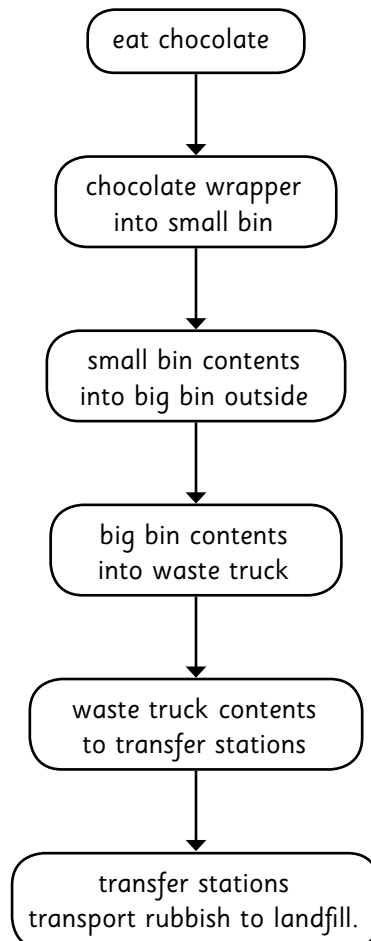 eat chocolate
chocolate wrapper
into small bin
small bin contents
into big bin outside
big bin contents
into waste truck
waste truck contents
to transfer stations
transfer stations
transport rubbish to landfill.